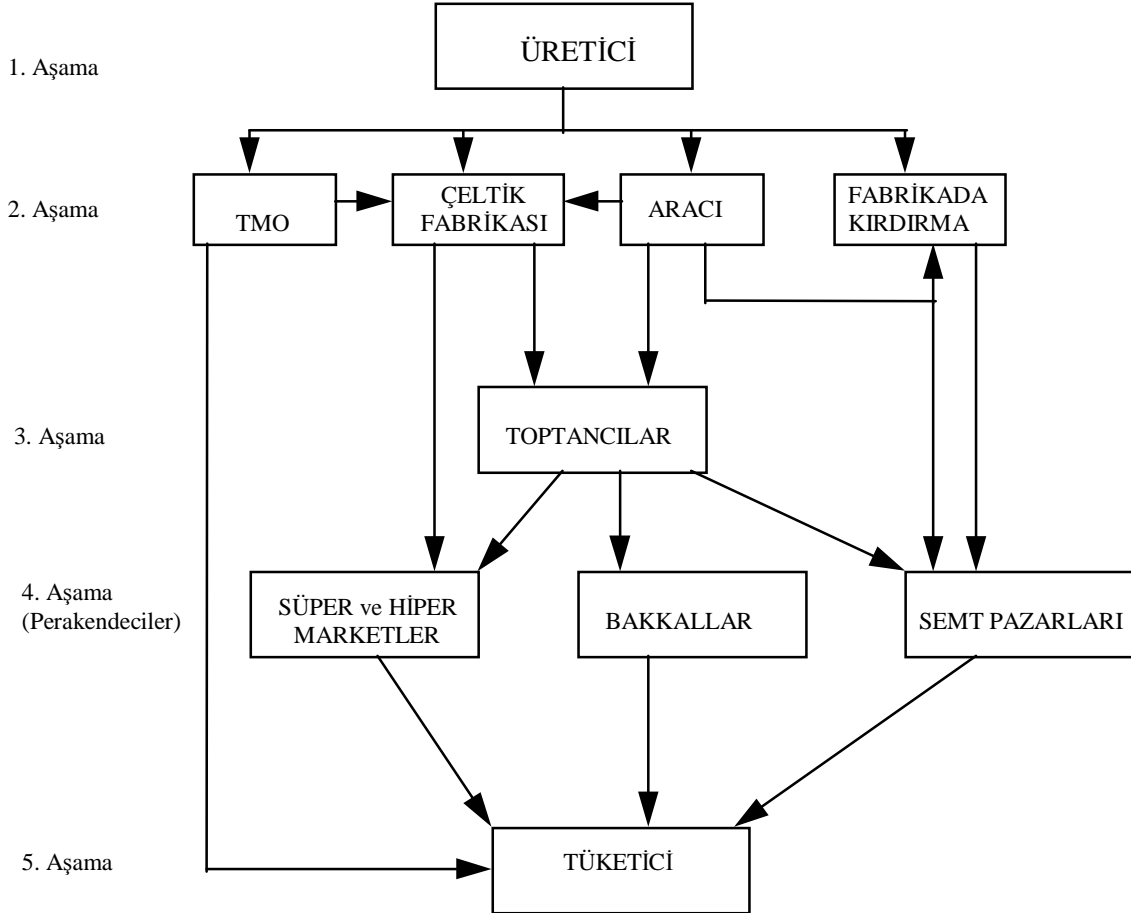 ÜRETİCİ
1. Aşama
2. Aşama
TMO
ÇELTİK
FABRİKASI
ARACI
FABRİKADA
KIRDIRMA
3. Aşama
TOPTANCILAR
4. Aşama
(Perakendeciler)
SÜPER ve HİPER
MARKETLER
BAKKALLAR
SEMT PAZARLARI
5. Aşama
TÜKETİCİ